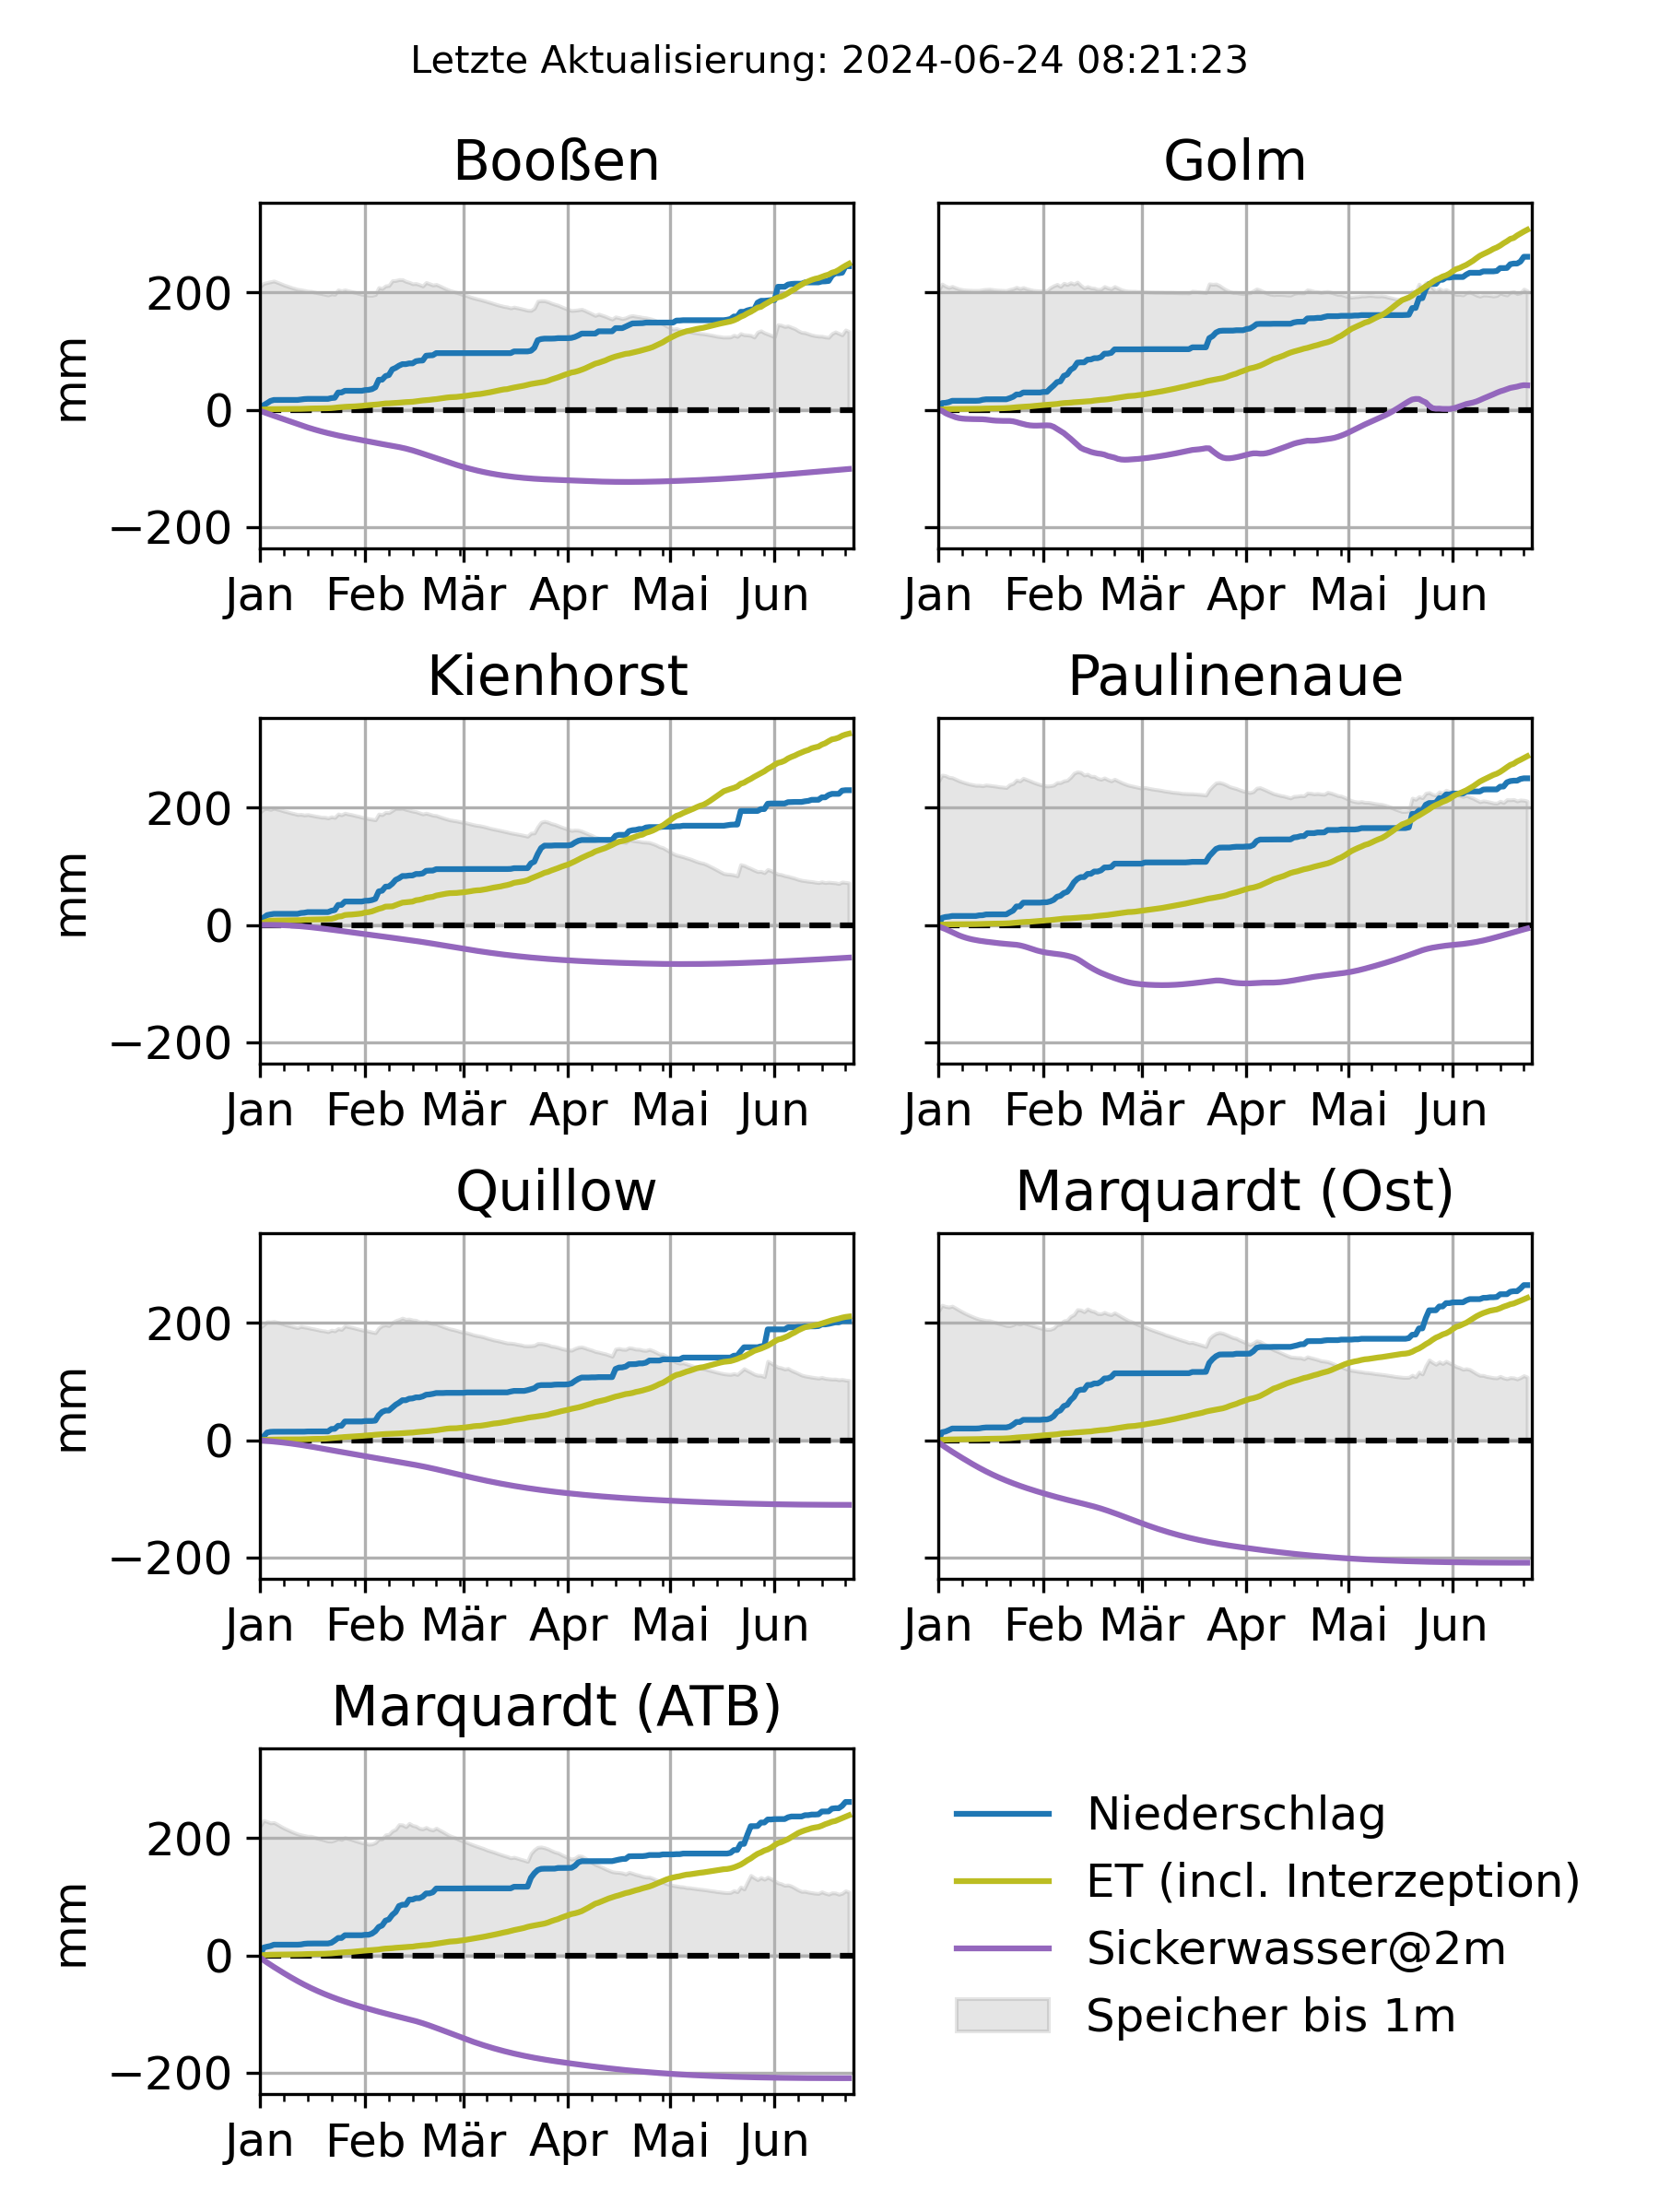 Letzte Aktualisierung: 2024-06-24 08:21:23
Booßen
Golm
mm
200
0
−200
Jan Feb Mär Apr Mai Jun
Jan Feb Mär Apr Mai Jun
Kienhorst
Paulinenaue
mm
200
0
−200
Jan Feb Mär Apr Mai Jun
Jan Feb Mär Apr Mai Jun
Quillow
Marquardt (Ost)
mm
200
0
−200
Jan Feb Mär Apr Mai Jun
Jan Feb Mär Apr Mai Jun
Marquardt (ATB)
mm
200
0
−200
Jan Feb Mär Apr Mai Jun
Niederschlag
ET (incl. Interzeption)
Sickerwasser@2m
Speicher bis 1m